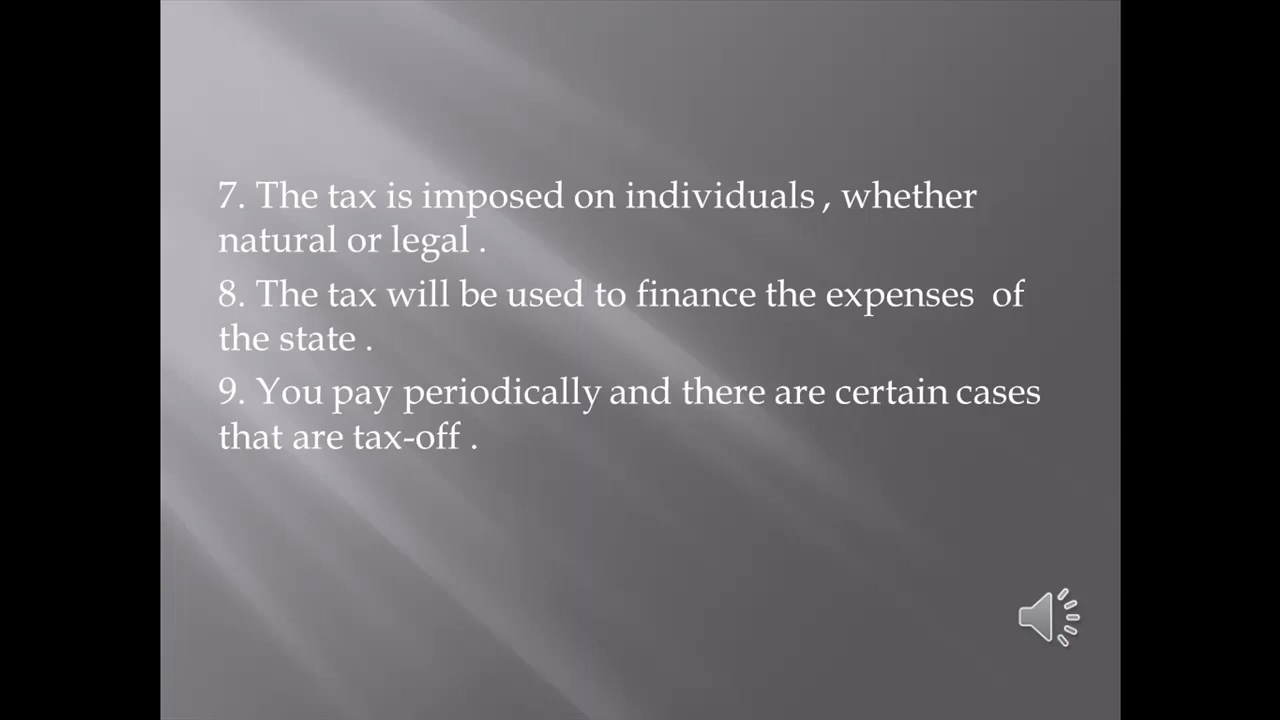 7. The tax is imposed on individuals , whether
natural or legal .
8. The tax will be used to finance the expenses  of
the state .
9. You pay periodically and there are certain cases
that are tax-off .